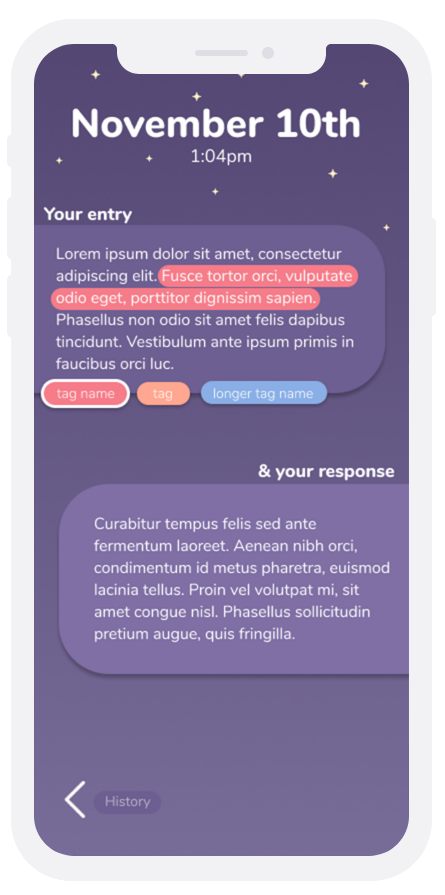 November 10th
1:04pm
Your entry
Lorem ipsum dolor sit amet, consectetur
adipiscing elit. Fusce tortor orci, vulputate
odio eget, porttitor dignissim sapien.
Phasellus non odio sit amet felis dapibus
tincidunt. Vestibulum ante ipsum primis in
faucibus orci luc.
tag name tag longer tag name
& your response
Curabitur tempus felis sed ante
fermentum laoreet. Aenean nibh orci,
condimentum id metus pharetra, euismod
lacinia tellus. Proin vel volutpat mi, sit
amet congue nisl. Phasellus sollicitudin
pretium augue, quis fringilla.
History